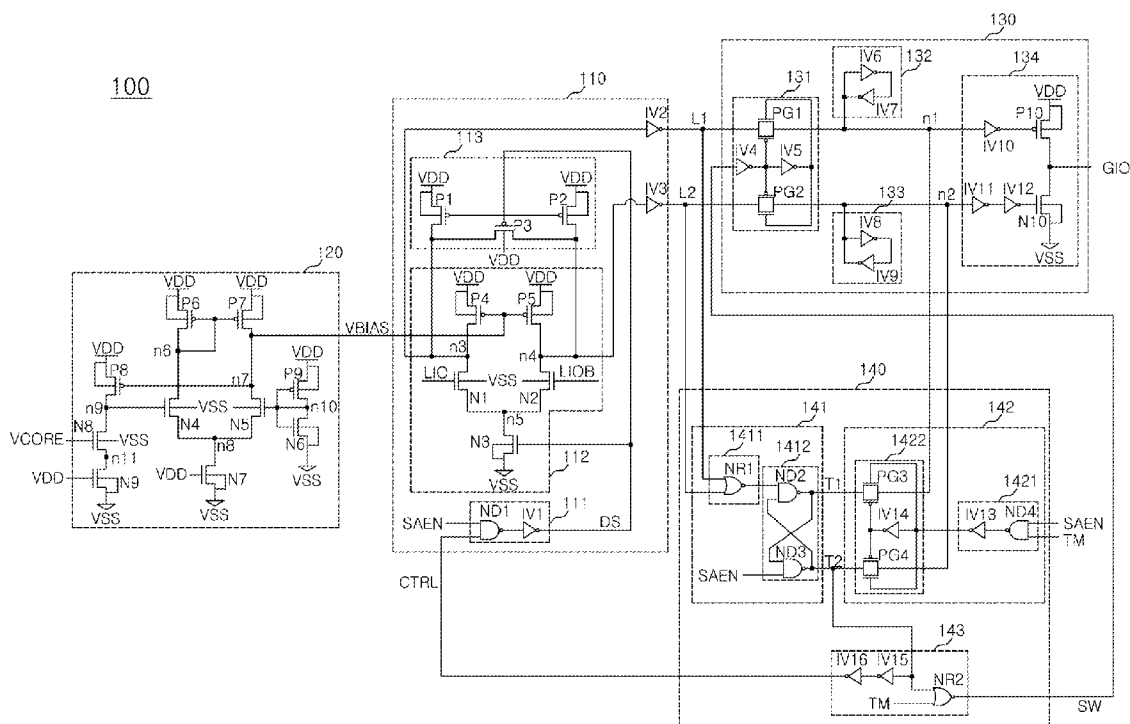 100
130
IV6
132
134
VDD
110
131
IV7
P10
IV2
L1
PG1
n1
IV10
113
IV4
IV5
GIO
VDD
VDD
P1
P2
IV3
L2
PG2
n2
IV11
IV12
N10
P3
133
VDD
IV8
VSS
120
VDD
VDD
IV9
VDD
VDD
P6
P7
P4
P5
VBIAS
n3
n4
VDD
n6
VDD
LIO
VSS
LIOB
140
P8
n7
P9
N1
N2
141
142
n9
VSS
n10
n5
1411
1412
1422
N8
N4
N5
N6
N3
ND2
T1
PG3
1421
VCORE
VSS
n8
NR1
n11
VSS
VSS
112
IV14
IV13
ND4
VDD
N9
VDD
N7
ND1
IV1
111
SAEN
VSS
VSS
SAEN
DS
ND3
T2
PG4
TM
SAEN
CTRL
143
IV16
IV15
NR2
TM
SW